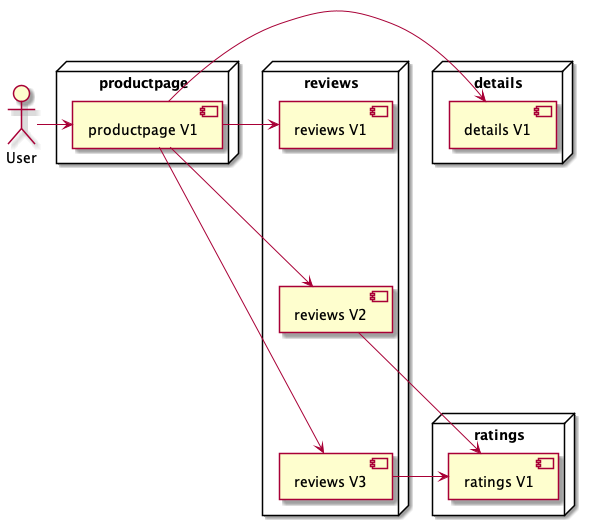 productpage
reviews
details
productpage V1
reviews V1
details V1
User
reviews V2
ratings
reviews V3
ratings V1